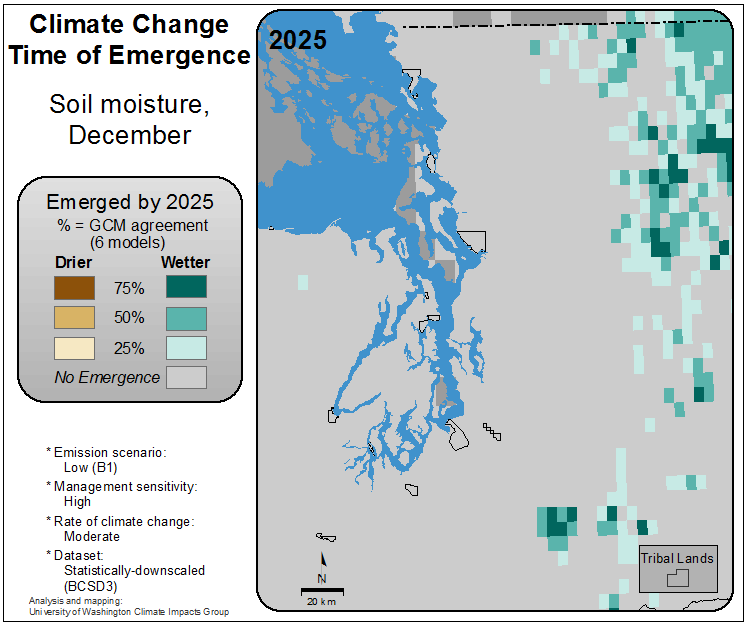 Climate Change
Time of Emergence
Soil moisture,
December
Emerged by 2025
% = GCM agreement
(6 models)
Drier Wetter
75%
50%
25%
No Emergence
* Emission scenario:
Low (B1)
* Management sensitivity:
High
* Rate of climate change:
Moderate
* Dataset:
Statistically-downscaled
(BCSD3)
Analysis and mapping:
University of Washington Climate Impacts Group
2025
N
20 km
Tribal Lands